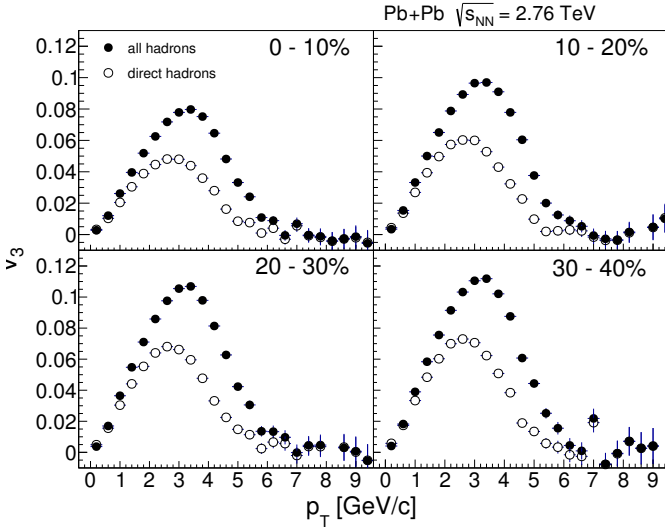 Pb+Pb √s_NN = 2.76 TeV
0.12
0.1
0.08
0.06
0.04
0.02
0
all hadrons
direct hadrons
0 - 10%
10 - 20%
v_3
0.12
0.1
0.08
0.06
0.04
0.02
0
20 - 30%
30 - 40%
0 1 2 3 4 5 6 7 8 9
0 1 2 3 4 5 6 7 8 9
p_T [GeV/c]